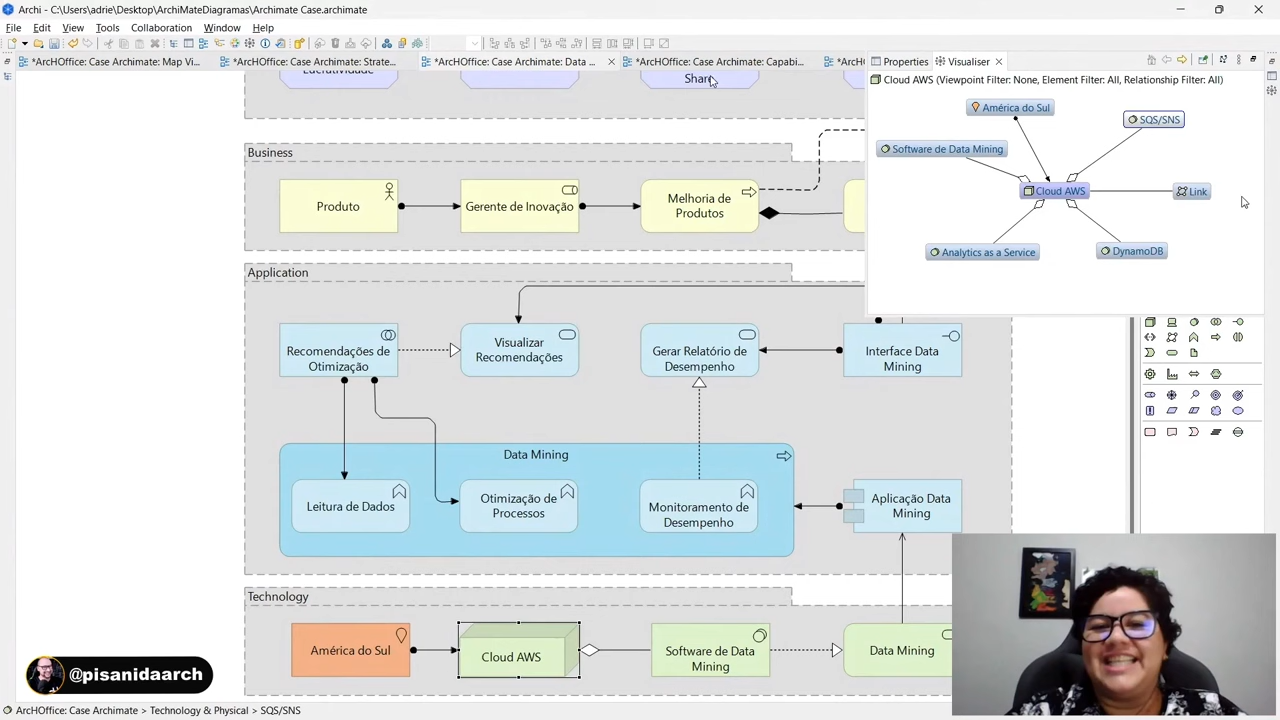 Archi - C:\Users\adrie\Desktop\ArchiMateDiagramas\Archimate Case.archimate
File Edit View Tools Collaboration Window Help
*ArcHOffice: Case Archimate: Map Vi...
*ArcHOffice: Case Archimate: Strate...
*ArcHOffice: Case Archimate: Data ...
*ArcHOffice: Case Archimate: Capabi...
*ArcHO
Properties
Visualiser
Cloud AWS (Viewpoint Filter: None, Element Filter: All, Relationship Filter: All)
América do Sul
SQS/SNS
Software de Data Mining
Cloud AWS
Link
Analytics as a Service
DynamoDB
Lucratividade
Share
Business
Produto
Gerente de Inovação
Melhoria de
Produtos
Application
Recomendações de
Otimização
Visualizar
Recomendações
Gerar Relatório de
Desempenho
Interface Data
Mining
Data Mining
Leitura de Dados
Otimização de
Processos
Monitoramento de
Desempenho
Aplicação Data
Mining
Technology
América do Sul
Cloud AWS
Software de Data
Mining
Data Mining
@pisanidaarch
ArcHOffice: Case Archimate > Technology & Physical > SQS/SNS